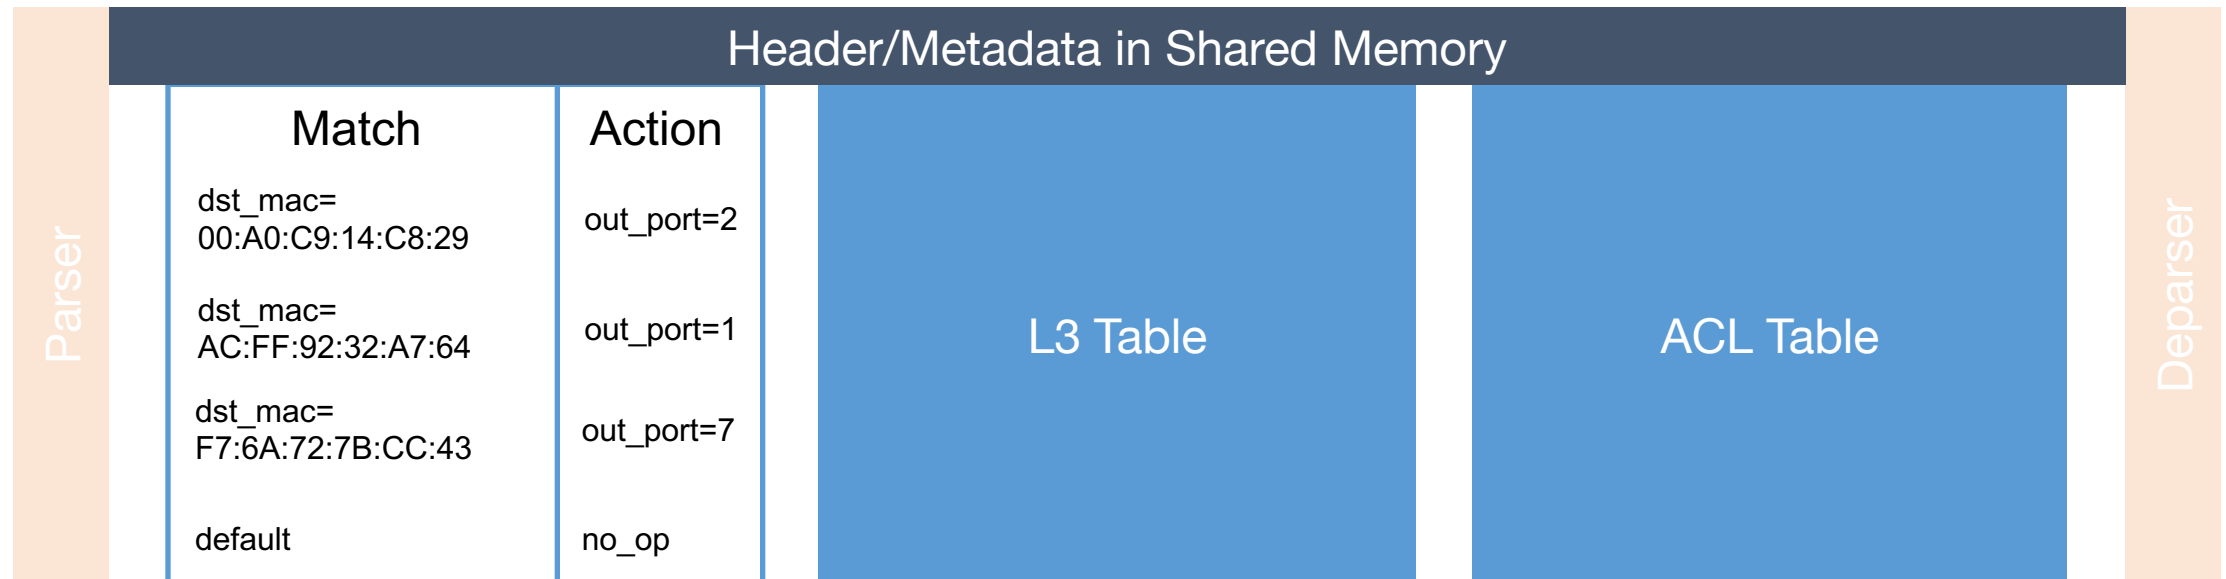 Header/Metadata in Shared Memory
Parser
Match
Action
dst_mac=
00:A0:C9:14:C8:29
out_port=2
dst_mac=
AC:FF:92:32:A7:64
out_port=1
dst_mac=
F7:6A:72:7B:CC:43
out_port=7
default
no_op
L3 Table
ACL Table
Deparser